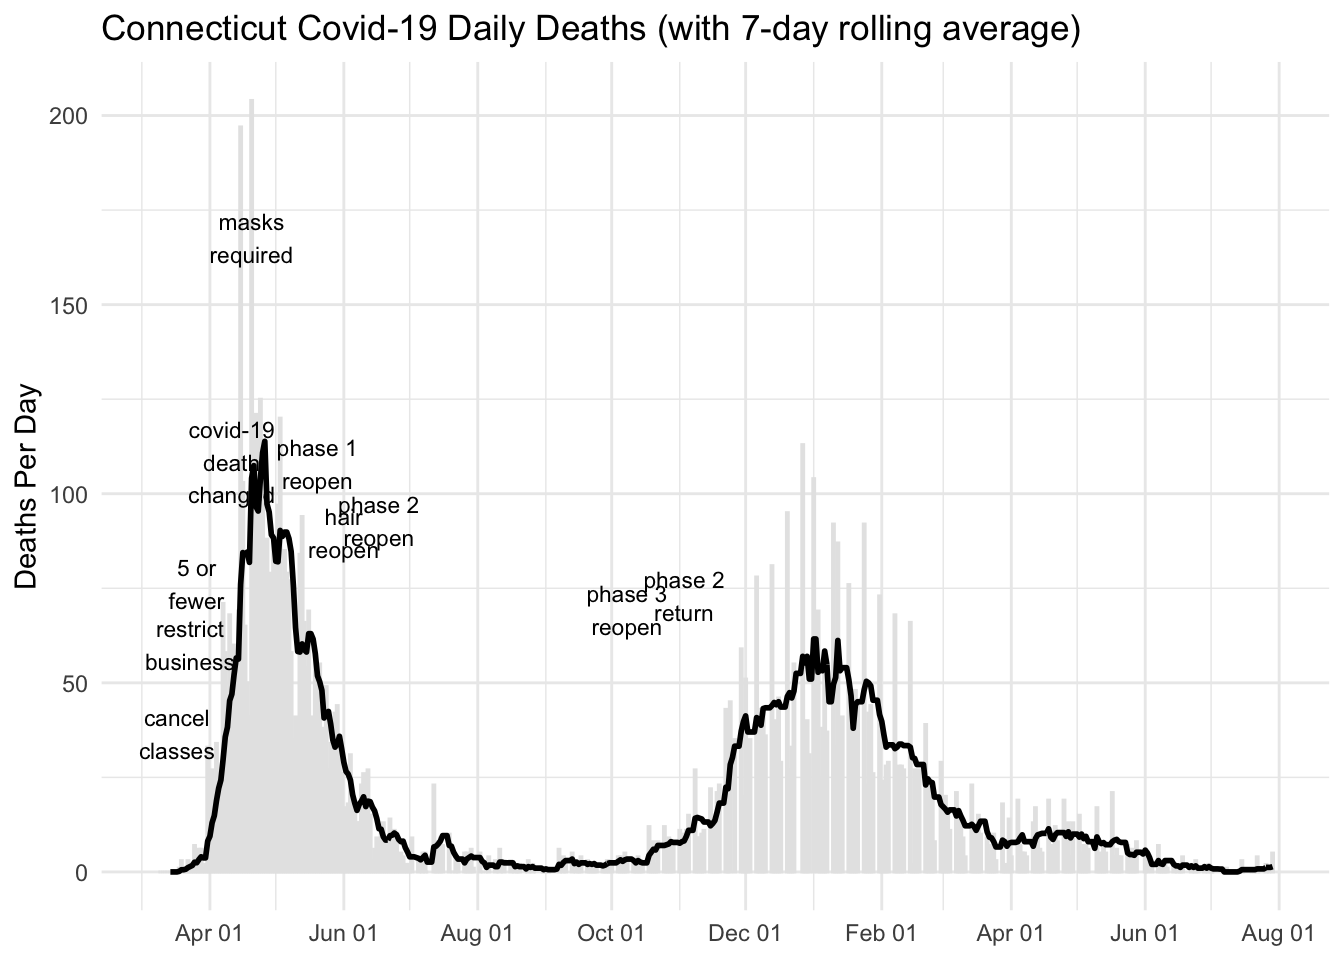 Connecticut Covid-19 Daily Deaths (with 7-day rolling average)
Deaths Per Day
200
150
100
50
0
masks
required
covid-19
death
changed
phase 1
reopen
phase 2
reopen
hair
reopen
5 or
fewer
restrict
business
cancel
classes
phase 3
reopen
phase 2
return
Apr 01
Jun 01
Aug 01
Oct 01
Dec 01
Feb 01
Apr 01
Jun 01
Aug 01